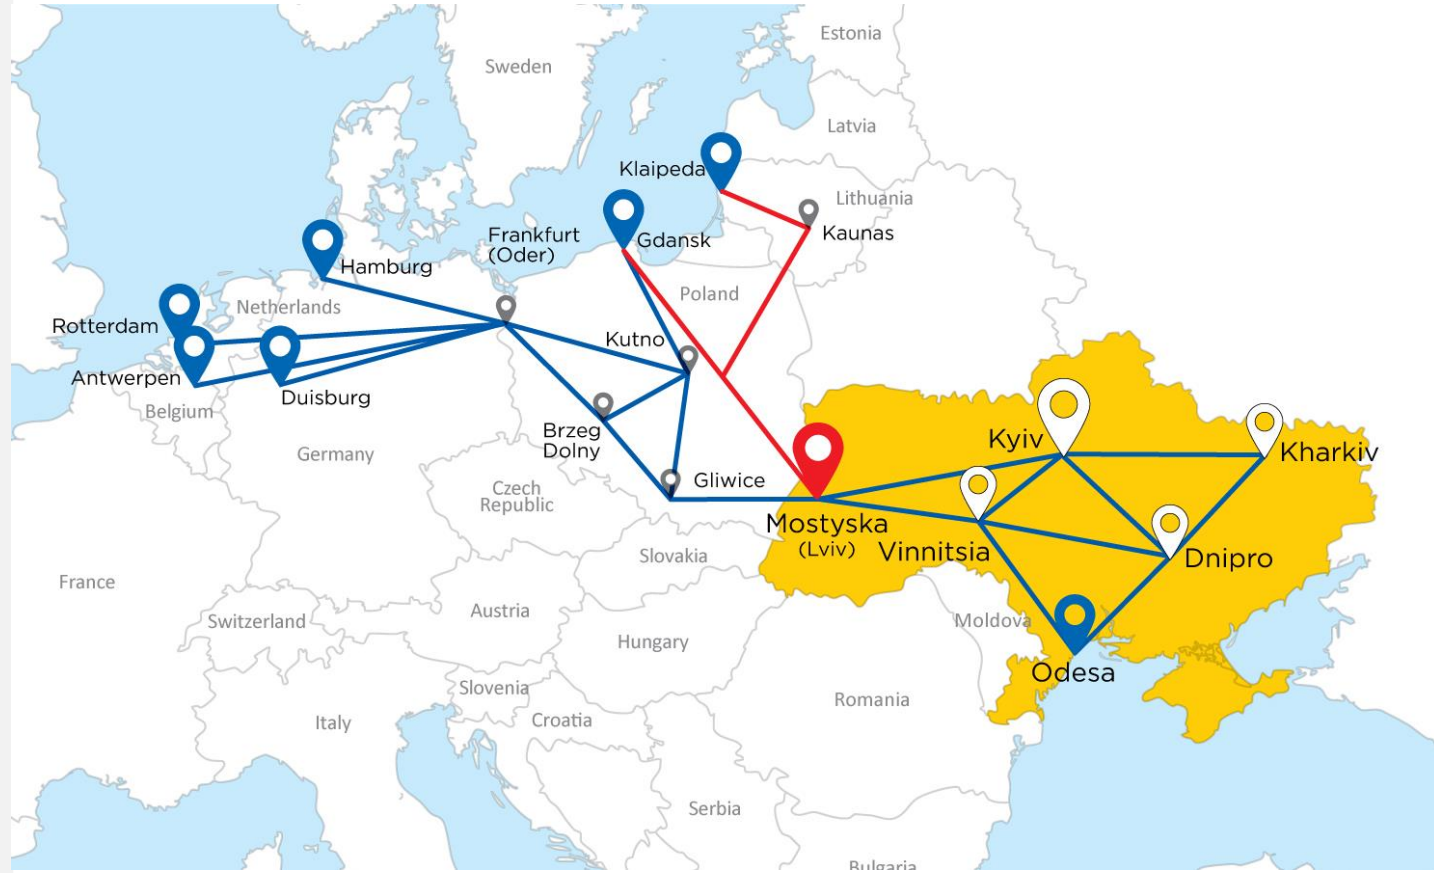 Estonia
Sweden
Latvia
Klaipeda
Lithuania
Kaunas
Frankfurt
(Oder)
Gdansk
Hamburg
Poland
Netherlands
Rotterdam
Kutno
Antwerpen
Duisburg
Belgium
Brzeg
Dolny
Kyiv
Kharkiv
Germany
Gliwice
Czech
Republic
Mostyska
(Lviv)
Vinnitsia
Slovakia
Dnipro
France
Austria
Switzerland
Moldova
Hungary
Odesa
Slovenia
Romania
Croatia
Italy
Serbia
Bulgaria